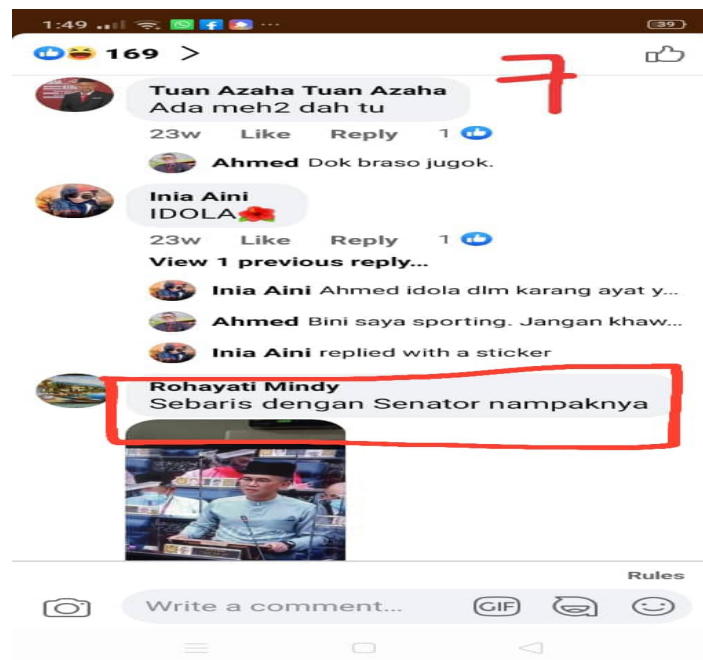 1:49
39
169 >
7
Tuan Azaha Tuan Azaha
Ada meh2 dah tu
23w Like Reply 1
Ahmed Dok braso jugok.
Inia Aini
IDOLA🌺
23w Like Reply 1
View 1 previous reply...
Inia Aini Ahmed idola dlm karang ayat y...
Ahmed Bini saya sporting. Jangan khaw...
Inia Aini replied with a sticker
Rohayati Mindy
Sebaris dengan Senator nampaknya
Rules
Write a comment...
GIF